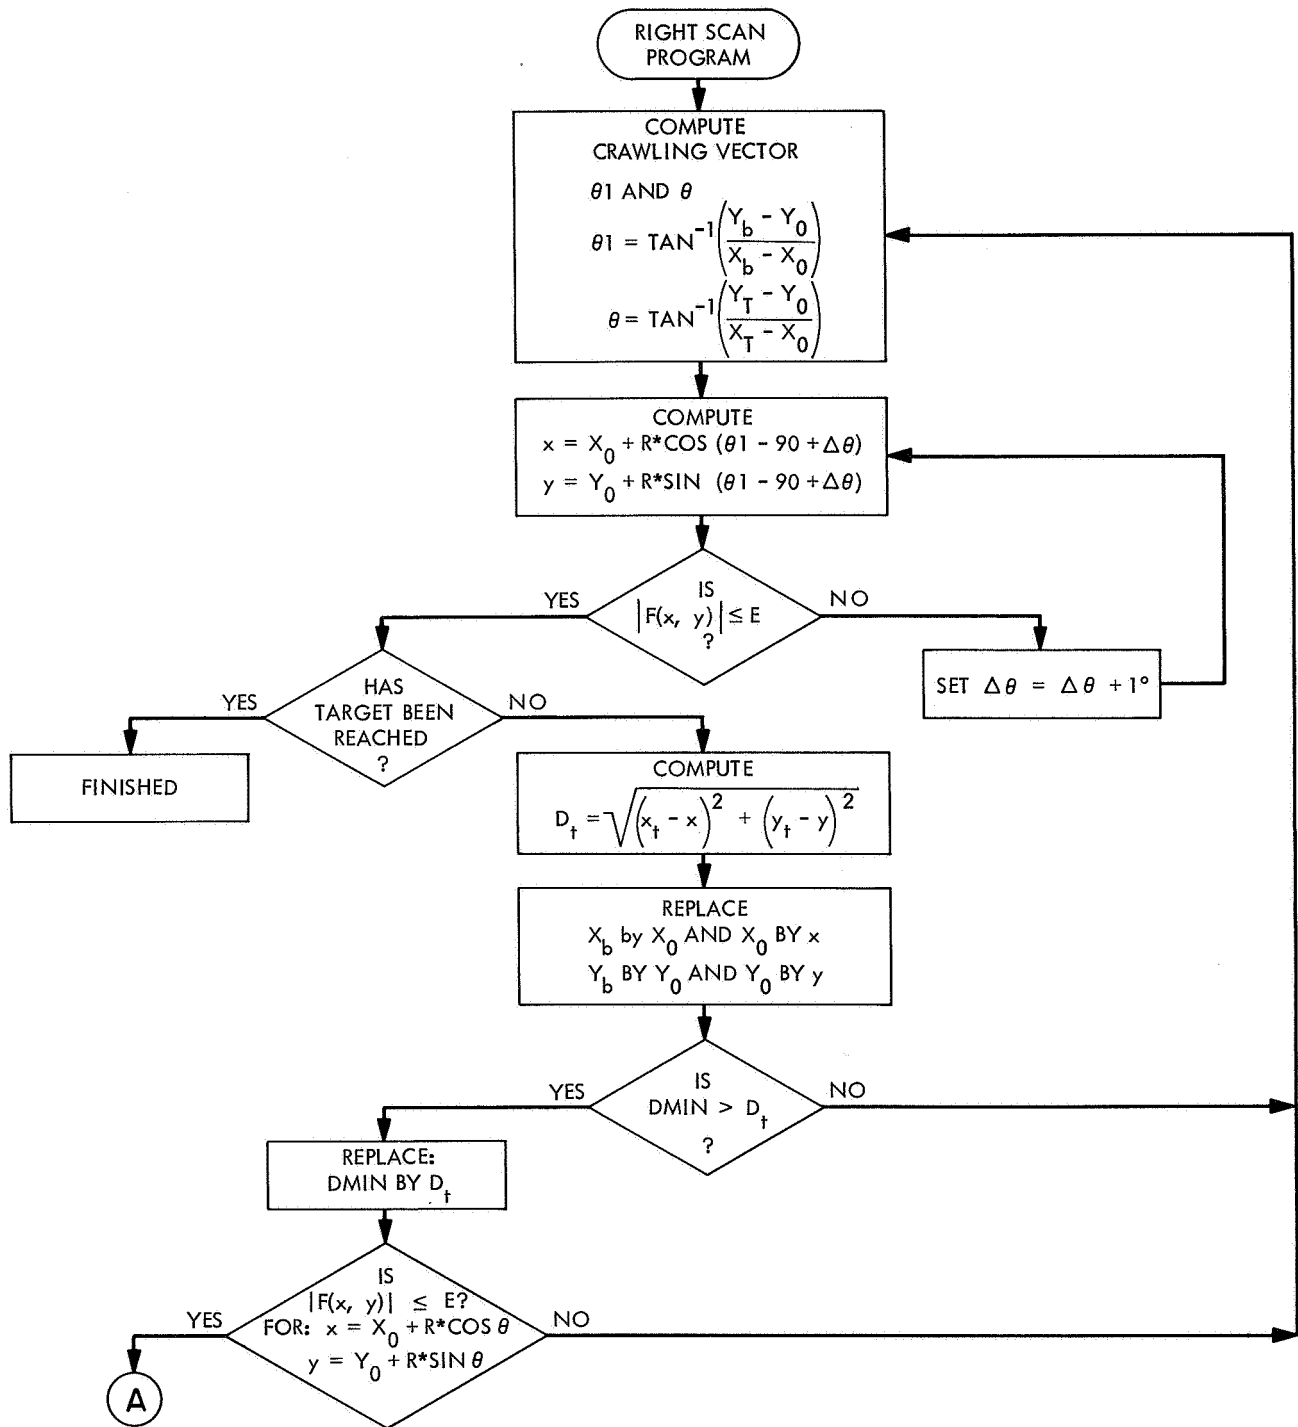 RIGHT SCAN
PROGRAM
COMPUTE
CRAWLING VECTOR
θ1 AND θ
θ1 = TAN⁻¹((Y_b - Y_0)/(X_b - X_0))
θ = TAN⁻¹((Y_T - Y_0)/(X_T - X_0))
COMPUTE
x = X_0 + R*COS (θ1 - 90 + Δθ)
y = Y_0 + R*SIN (θ1 - 90 + Δθ)
YES
IS
|F(x, y)| ≤ E
?
NO
SET Δθ = Δθ + 1°
YES
HAS
TARGET BEEN
REACHED
?
NO
FINISHED
COMPUTE
D_t = √((x_t - x)² + (y_t - y)²)
REPLACE
X_b by X_0 AND X_0 BY x
Y_b BY Y_0 AND Y_0 BY y
YES
IS
DMIN > D_t
?
NO
REPLACE:
DMIN BY D_t
YES
IS
|F(x, y)| ≤ E?
FOR: x = X_0 + R*COS θ
y = Y_0 + R*SIN θ
NO
A